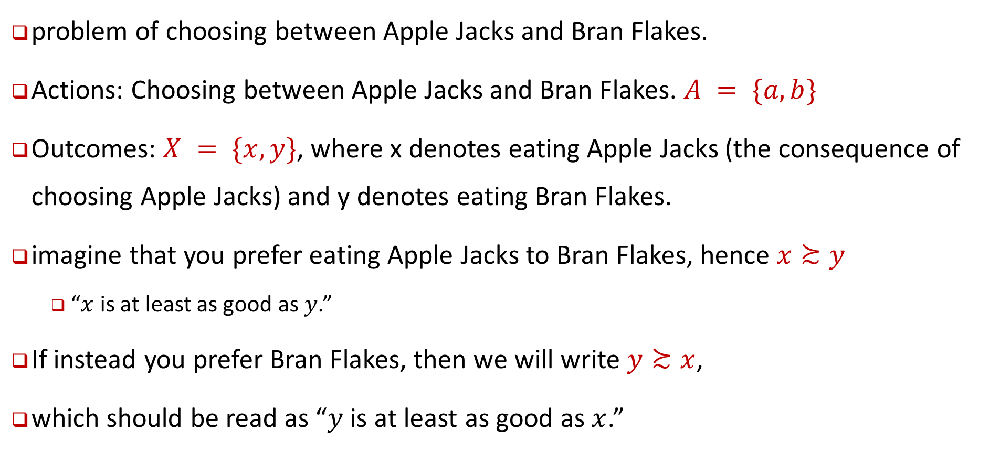 ❑problem of choosing between Apple Jacks and Bran Flakes.
❑Actions: Choosing between Apple Jacks and Bran Flakes. A = {a, b}
❑Outcomes: X = {x, y}, where x denotes eating Apple Jacks (the consequence of
choosing Apple Jacks) and y denotes eating Bran Flakes.
❑imagine that you prefer eating Apple Jacks to Bran Flakes, hence x ≿ y
❑ “x is at least as good as y.”
❑If instead you prefer Bran Flakes, then we will write y ≿ x,
❑which should be read as “y is at least as good as x.”